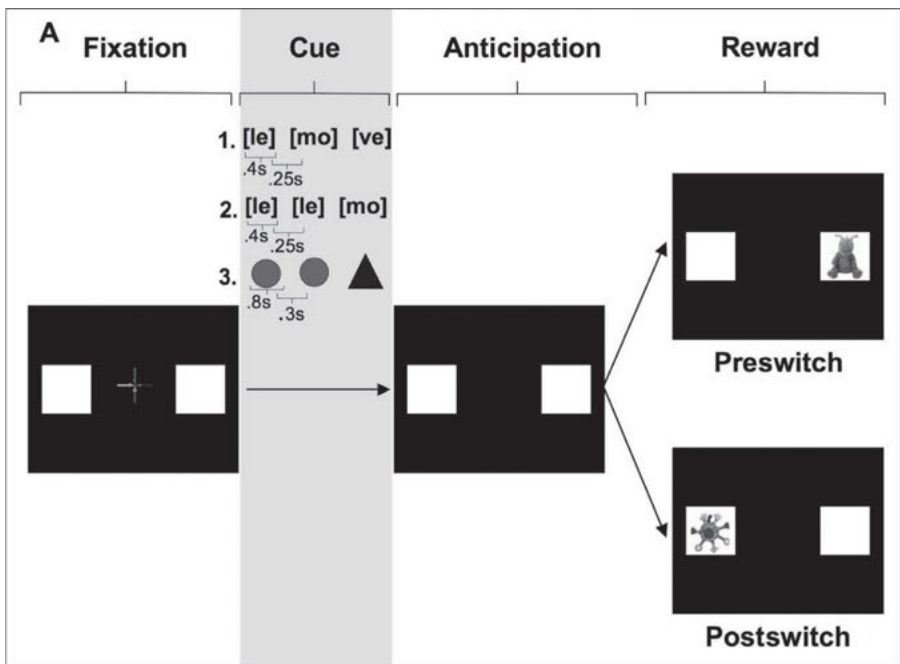 A
Fixation Cue Anticipation Reward
1. [le] [mo] [ve]
.4s .25s
2. [le] [le] [mo]
.4s .25s
3.
.8s .3s
Preswitch
Postswitch